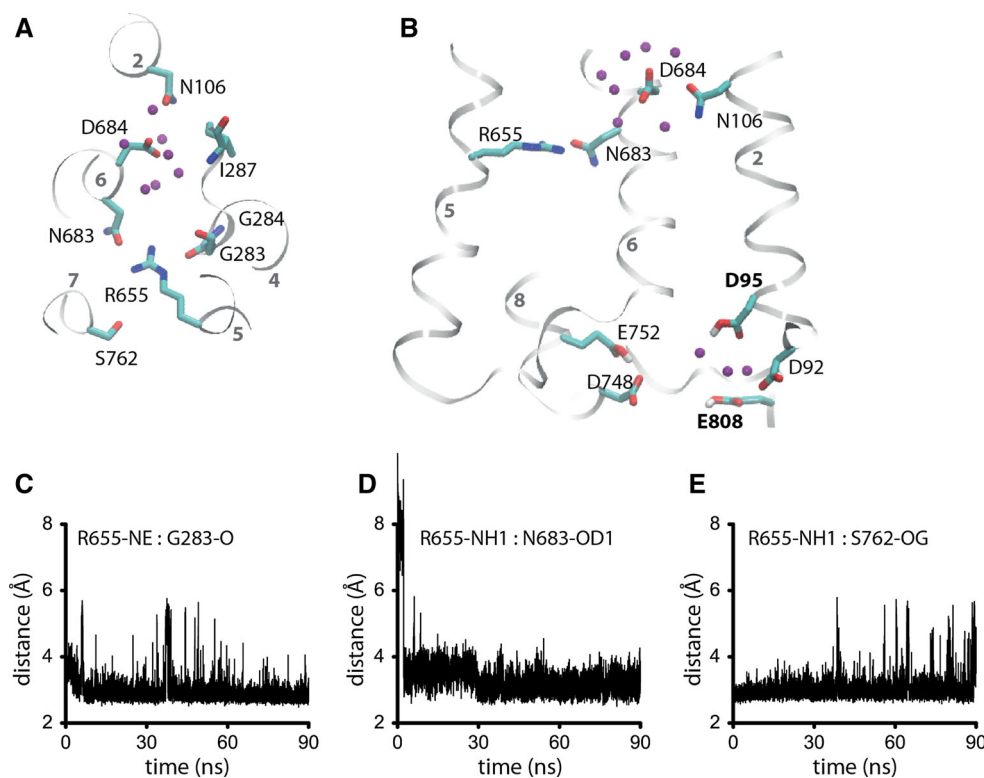 A
2
N106
D684
6
I287
N683
G284
G283
7
4
R655
5
S762
B
D684
N106
R655
N683
2
5
6
8
D95
E752
D92
D748
E808
C
R655-NE : G283-O
distance (Å)
8
6
4
2
0 30 60 90
time (ns)
D
R655-NH1 : N683-OD1
distance (Å)
8
6
4
2
0 30 60 90
time (ns)
E
R655-NH1 : S762-OG
distance (Å)
8
6
4
2
0 30 60 90
time (ns)